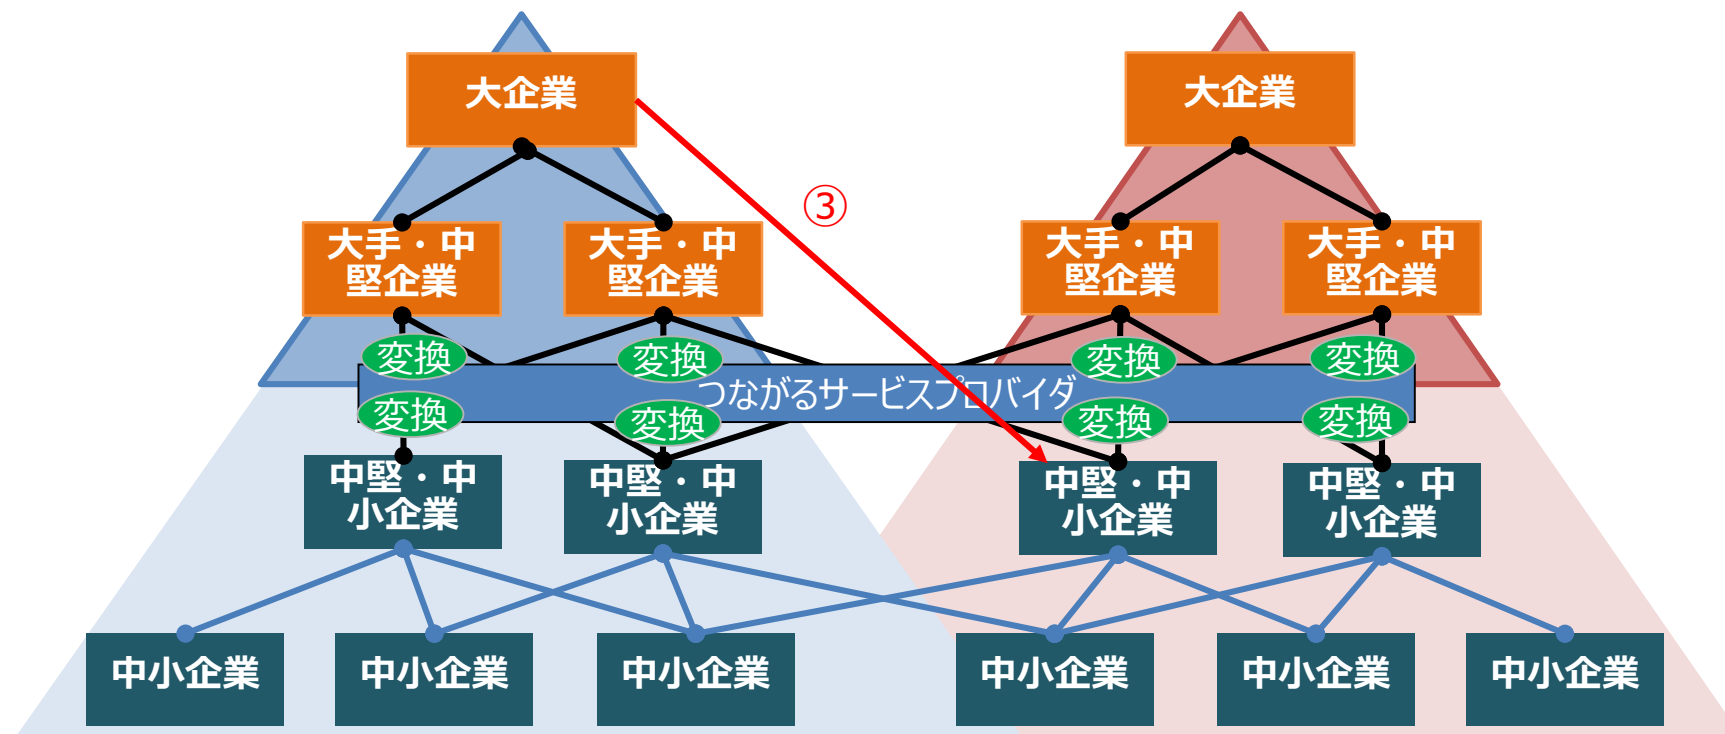 大企業
大企業
③
大手・中
堅企業
大手・中
堅企業
大手・中
堅企業
大手・中
堅企業
変換
変換
変換
変換
つながるサービスプロバイダ
変換
変換
変換
変換
中堅・中
小企業
中堅・中
小企業
中堅・中
小企業
中堅・中
小企業
中小企業
中小企業
中小企業
中小企業
中小企業
中小企業